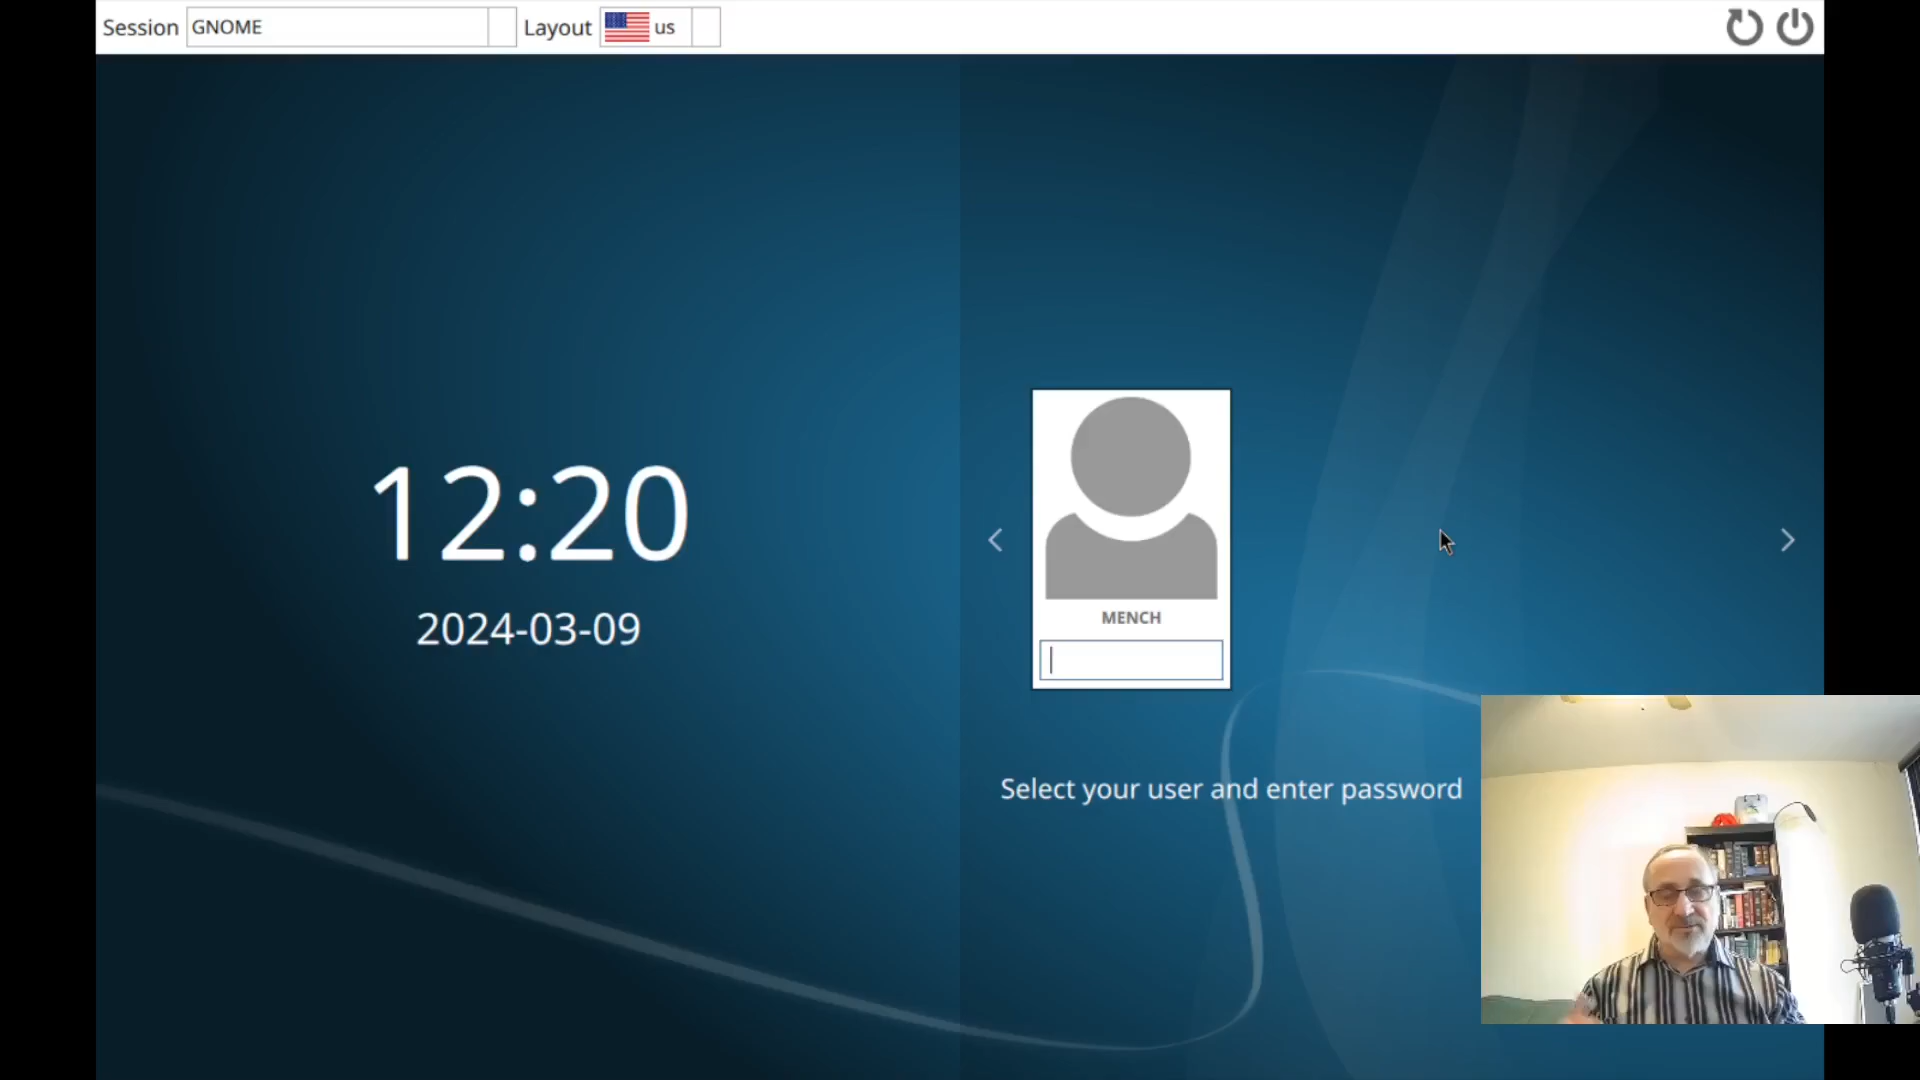 Session GNOME Layout us
12:20
2024-03-09
MENCH
Select your user and enter password